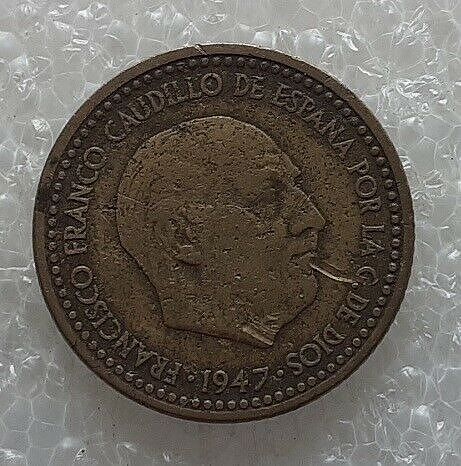 FRANCISCO FRANCO CAUDILLO DE ESPAÑA POR LA G. DE DIOS
· 1947 ·